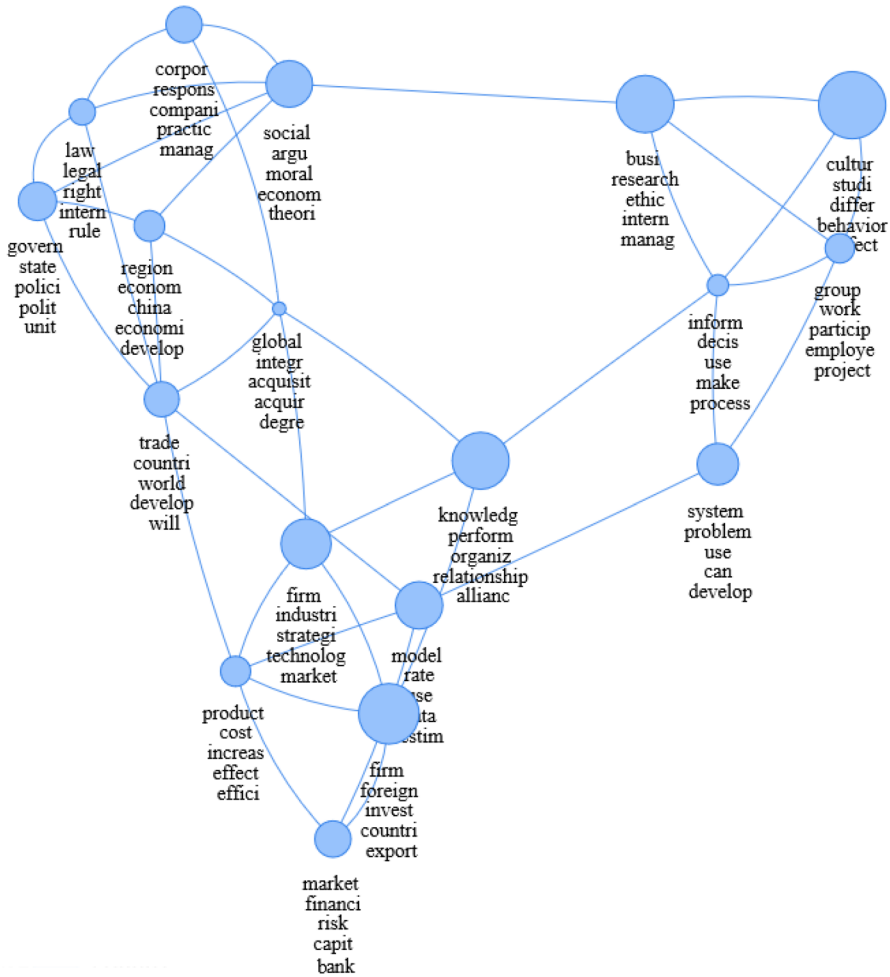 corpor
respons
compani
practic
manag
social
argu
moral
econom
theori
law
legal
right
intern
rule
busi
research
ethic
intern
manag
cultur
studi
differ
behavior
govern
state
polici
polit
unit
region
econom
china
economi
develop
group
work
particip
employe
project
global
integr
acquisit
acquir
degre
inform
decis
use
make
process
trade
countri
world
develop
will
knowledg
perform
organiz
relationship
allianc
system
problem
use
can
develop
firm
industri
strategi
technolog
market
model
rate
estim
product
cost
increas
effect
effici
firm
foreign
invest
countri
export
market
financi
risk
capit
bank